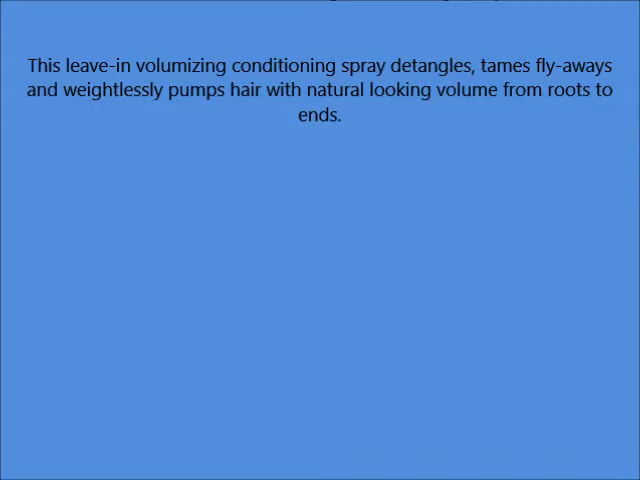 This leave-in volumizing conditioning spray detangles, tames fly-aways
and weightlessly pumps hair with natural looking volume from roots to
ends.